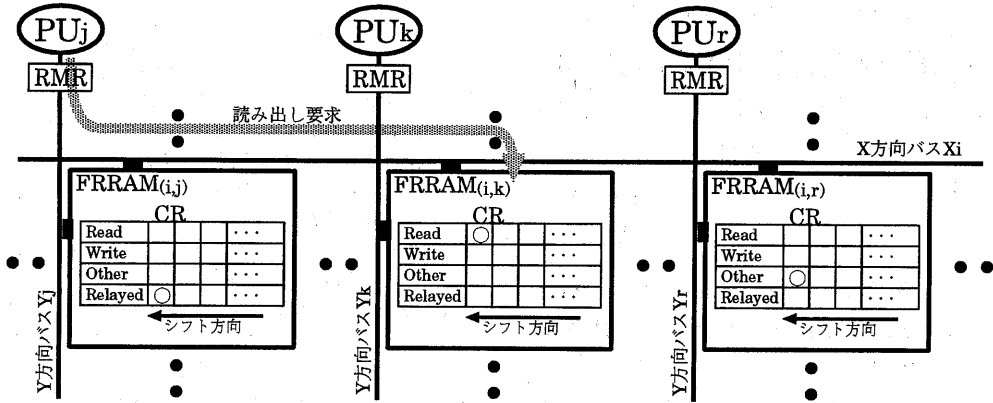 PUj
PUk
PUr
RMR
RMR
RMR
読み出し要求
X方向バスXi
FRRAM(i,j)
CR
Read
Write
Other
Relayed
･･･
･･･
･･･
･･･
シフト方向
Y方向バスYj
FRRAM(i,k)
CR
Read
Write
Other
Relayed
･･･
･･･
･･･
･･･
シフト方向
Y方向バスYk
FRRAM(i,r)
CR
Read
Write
Other
Relayed
･･･
･･･
･･･
･･･
シフト方向
Y方向バスYr